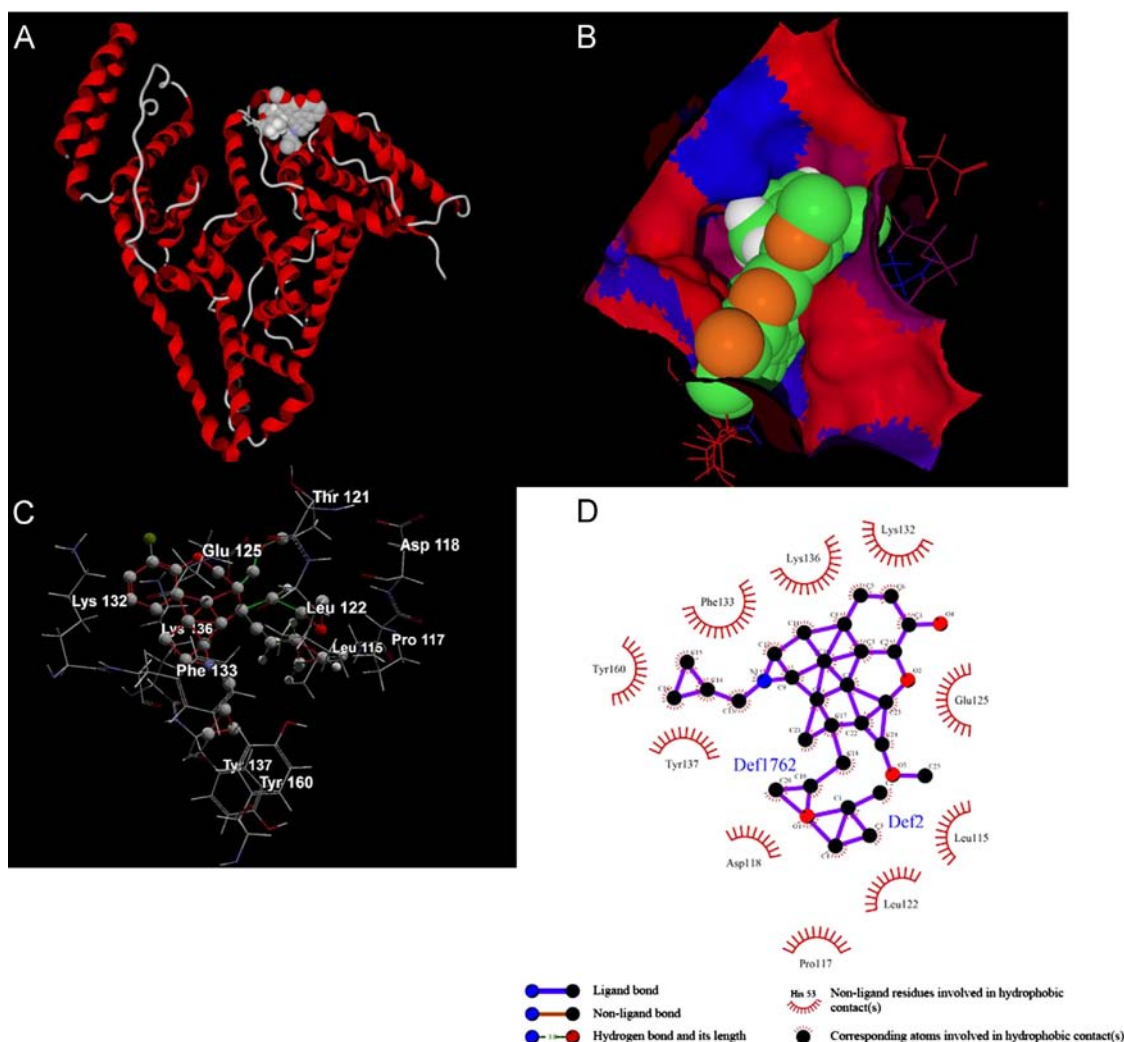 A
B
C
Thr 121
Asp 118
Glu 125
Lys 132
Leu 122
Lys 136
Leu 115
Pro 117
Phe 133
Tyr 137
Tyr 160
D
Lys132
Lys136
Phe133
Tyr160
Glu125
Tyr137
Def1762
Def2
Asp118
Leu115
Leu122
Pro117
Ligand bond
Non-ligand bond
Hydrogen bond and its length
His 53 Non-ligand residues involved in hydrophobic
contact(s)
Corresponding atoms involved in hydrophobic contact(s)